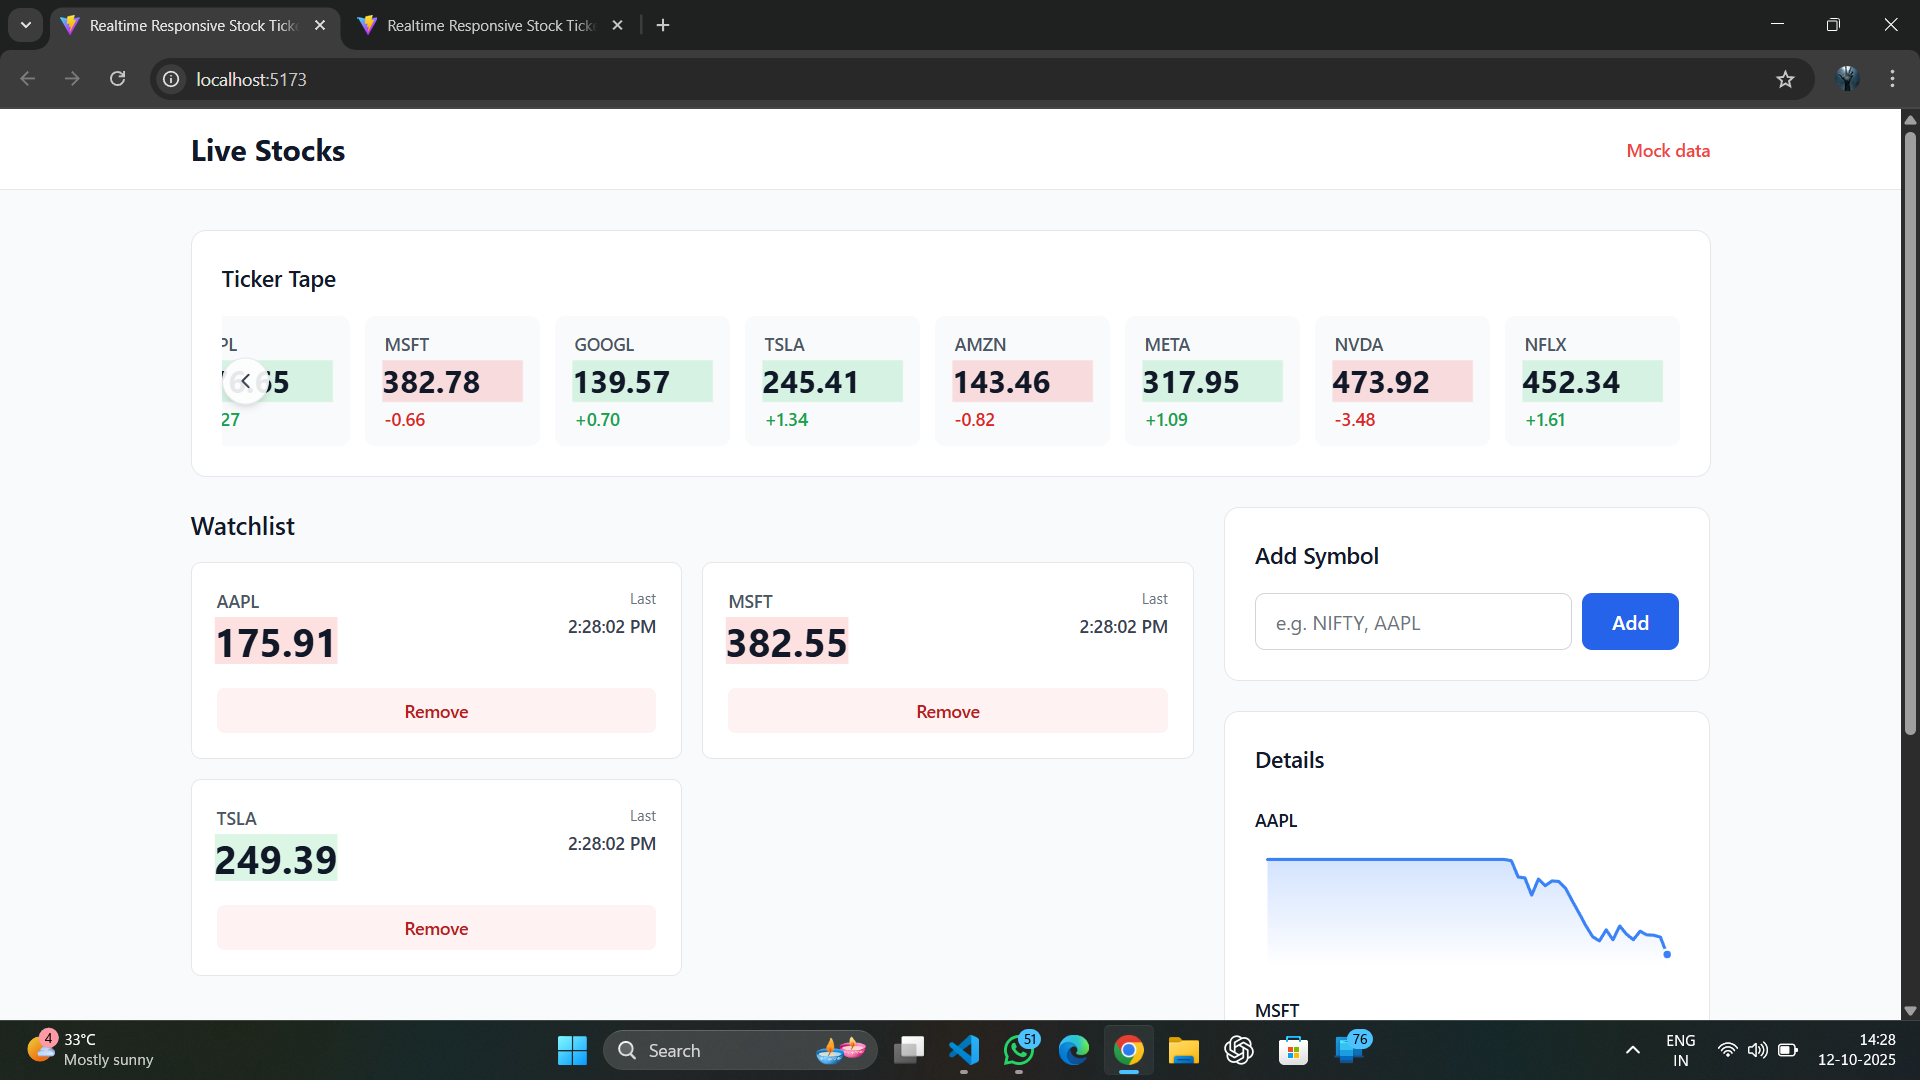 Realtime Responsive Stock Ticke
Realtime Responsive Stock Ticke
localhost:5173
Live Stocks
Mock data
Ticker Tape
PL
65
27
MSFT
382.78
-0.66
GOOGL
139.57
+0.70
TSLA
245.41
+1.34
AMZN
143.46
-0.82
META
317.95
+1.09
NVDA
473.92
-3.48
NFLX
452.34
+1.61
Watchlist
AAPL
Last
175.91
2:28:02 PM
Remove
MSFT
Last
382.55
2:28:02 PM
Remove
TSLA
Last
249.39
2:28:02 PM
Remove
Add Symbol
e.g. NIFTY, AAPL
Add
Details
AAPL
MSFT
4
33°C
Mostly sunny
Search
51
76
ENG
IN
14:28
12-10-2025